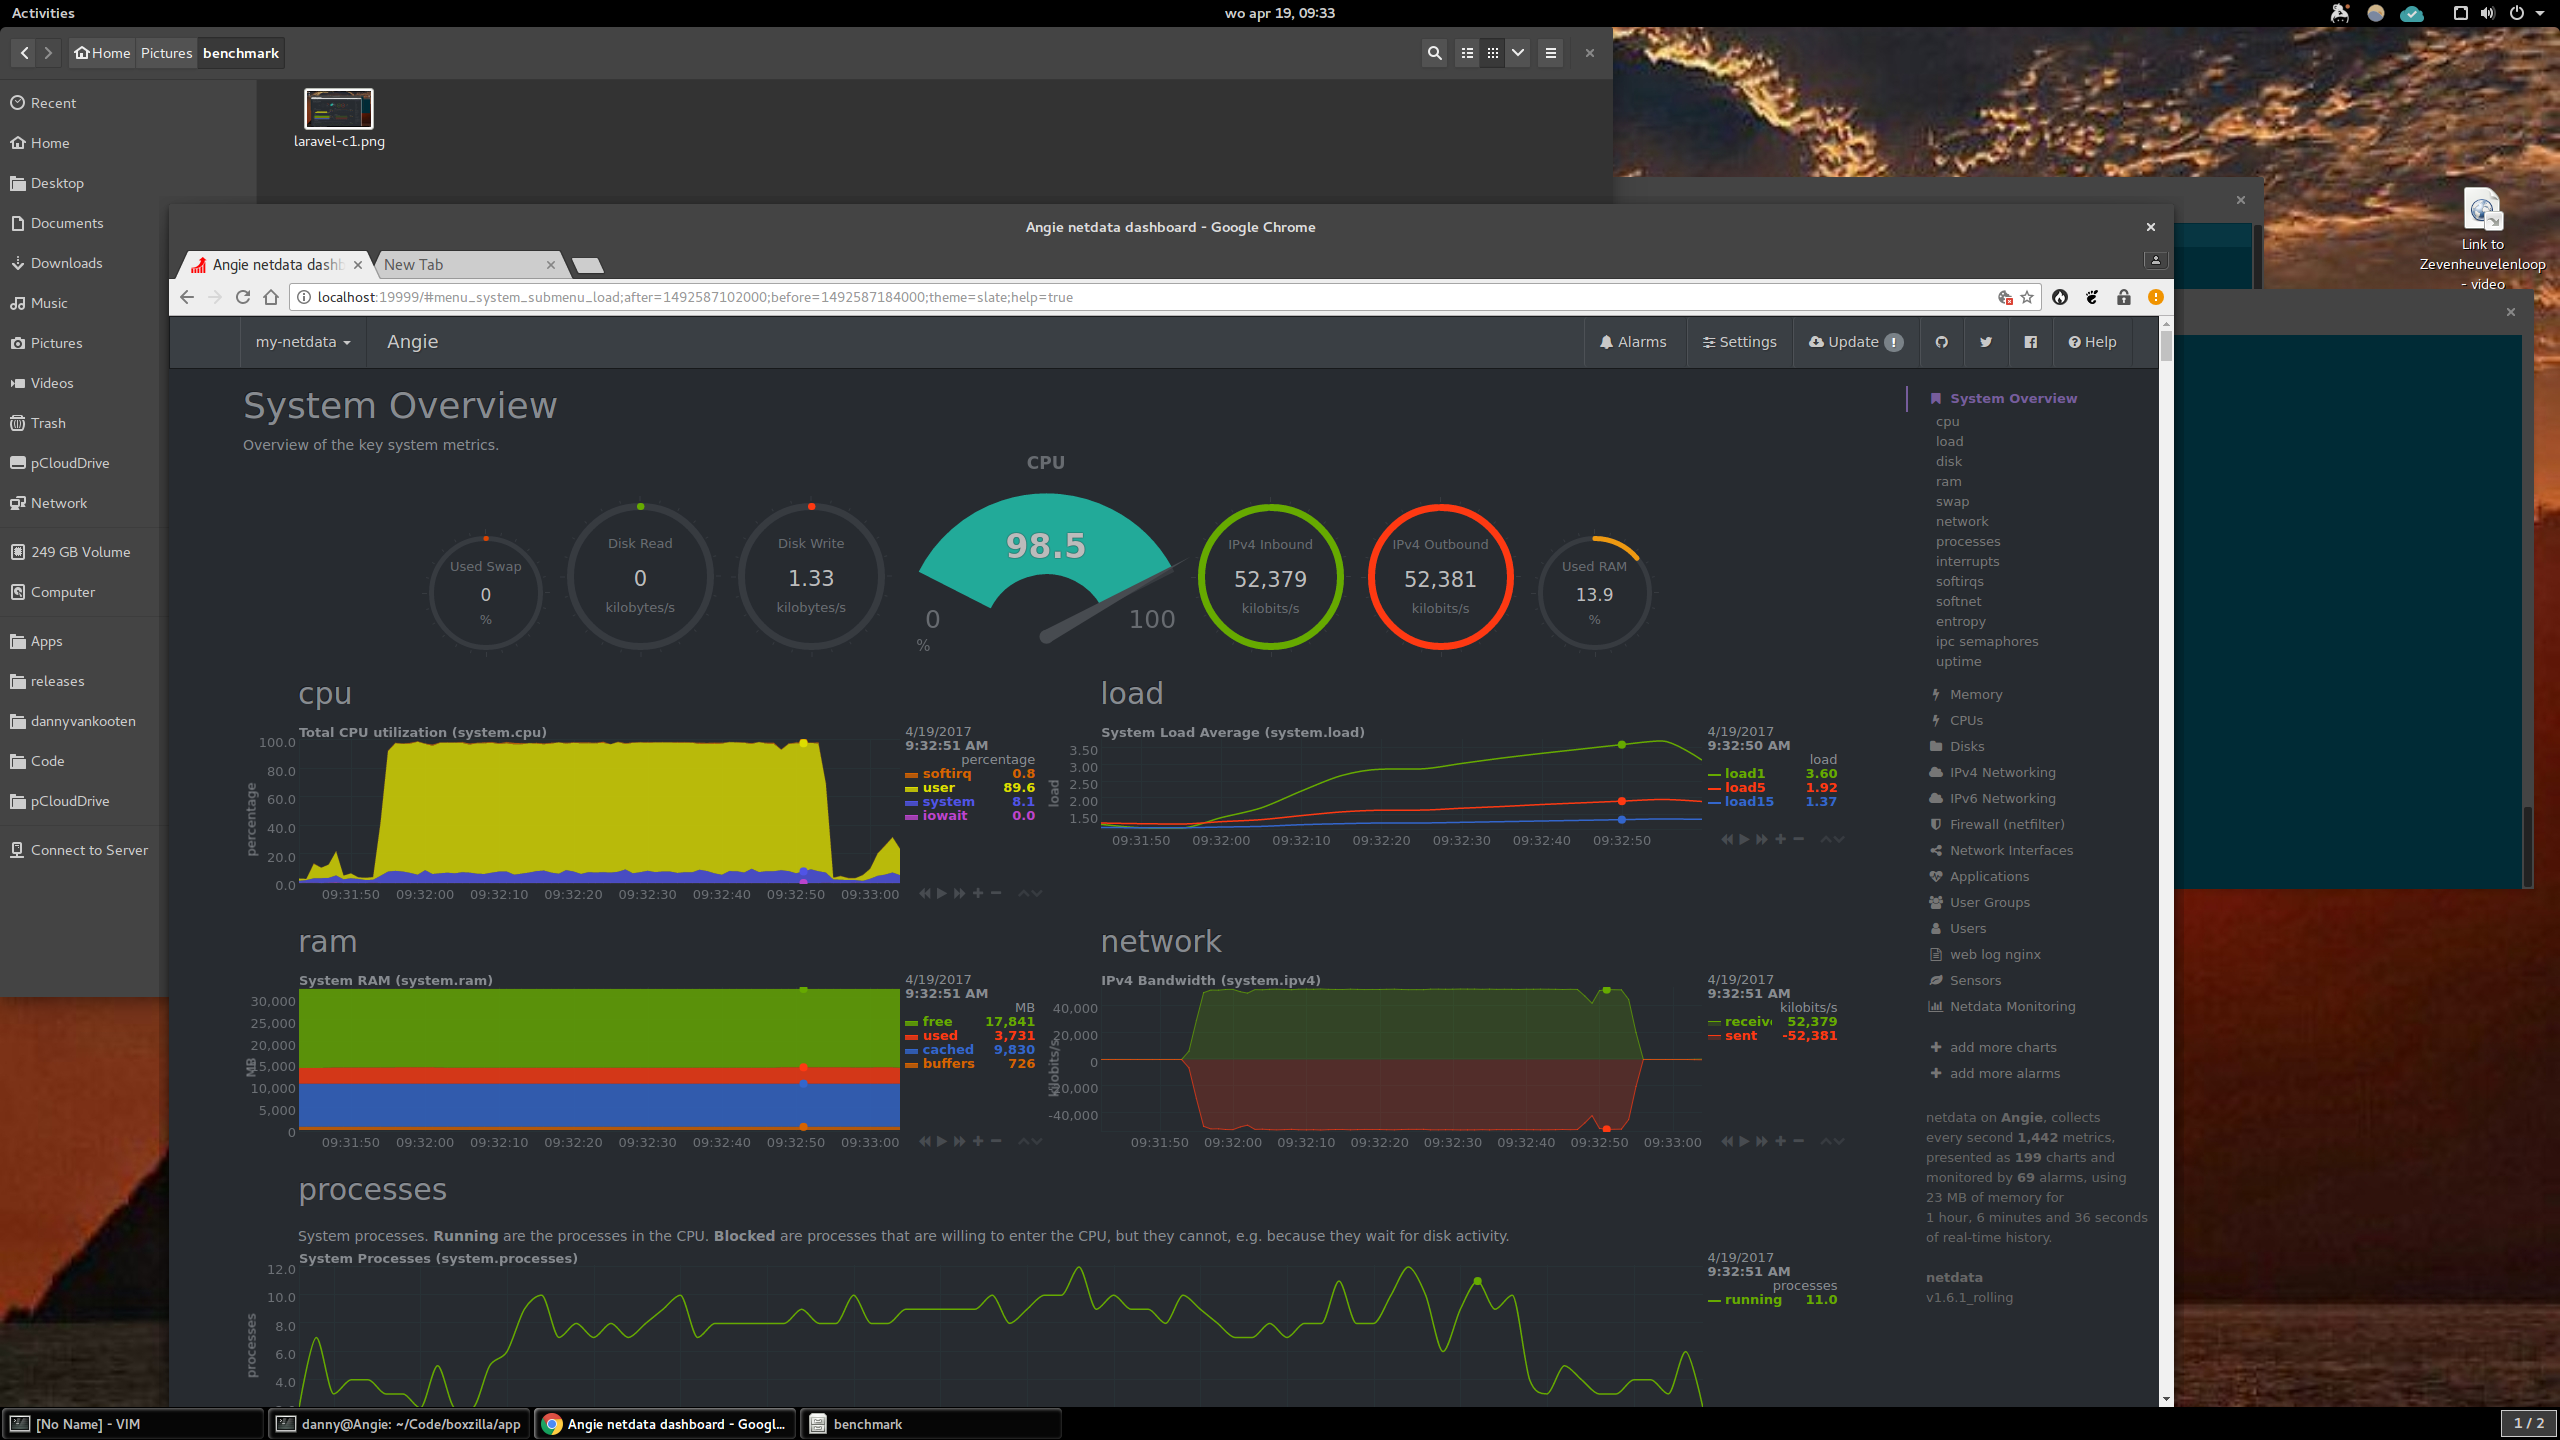 Activities
wo apr 19, 09:33
Home
Pictures
benchmark
Recent
Home
Desktop
Documents
Downloads
Music
Pictures
Videos
Trash
pCloudDrive
Network
249 GB Volume
Computer
Apps
releases
dannyvankooten
Code
pCloudDrive
Connect to Server
laravel-c1.png
Link to
Zevenheuvelenloop
- video
Angie netdata dashboard - Google Chrome
Angie netdata dashb
New Tab
localhost:19999/#menu_system_submenu_load;after=1492587102000;before=1492587184000;theme=slate;help=true
my-netdata
Angie
Alarms
Settings
Update !
Help
System Overview
Overview of the key system metrics.
Used Swap
0
%
Disk Read
0
kilobytes/s
Disk Write
1.33
kilobytes/s
CPU
98.5
0
100
%
IPv4 Inbound
52,379
kilobits/s
IPv4 Outbound
52,381
kilobits/s
Used RAM
13.9
%
cpu
Total CPU utilization (system.cpu)
percentage
100.0
80.0
60.0
40.0
20.0
0.0
09:31:50 09:32:00 09:32:10 09:32:20 09:32:30 09:32:40 09:32:50 09:33:00
4/19/2017
9:32:51 AM
percentage
softirq 0.8
user 89.6
system 8.1
iowait 0.0
load
System Load Average (system.load)
load
3.50
3.00
2.50
2.00
1.50
09:31:50 09:32:00 09:32:10 09:32:20 09:32:30 09:32:40 09:32:50
4/19/2017
9:32:50 AM
load
load1 3.60
load5 1.92
load15 1.37
ram
System RAM (system.ram)
MB
30,000
25,000
20,000
15,000
10,000
5,000
0
09:31:50 09:32:00 09:32:10 09:32:20 09:32:30 09:32:40 09:32:50 09:33:00
4/19/2017
9:32:51 AM
MB
free 17,841
used 3,731
cached 9,830
buffers 726
network
IPv4 Bandwidth (system.ipv4)
kilobits/s
40,000
20,000
0
-20,000
-40,000
09:31:50 09:32:00 09:32:10 09:32:20 09:32:30 09:32:40 09:32:50 09:33:00
4/19/2017
9:32:51 AM
kilobits/s
receiv 52,379
sent -52,381
processes
System processes. Running are the processes in the CPU. Blocked are processes that are willing to enter the CPU, but they cannot, e.g. because they wait for disk activity.
System Processes (system.processes)
processes
12.0
10.0
8.0
6.0
4.0
4/19/2017
9:32:51 AM
processes
running 11.0
System Overview
cpu
load
disk
ram
swap
network
processes
interrupts
softirqs
softnet
entropy
ipc semaphores
uptime
Memory
CPUs
Disks
IPv4 Networking
IPv6 Networking
Firewall (netfilter)
Network Interfaces
Applications
User Groups
Users
web log nginx
Sensors
Netdata Monitoring
add more charts
add more alarms
netdata on Angie, collects
every second 1,442 metrics,
presented as 199 charts and
monitored by 69 alarms, using
23 MB of memory for
1 hour, 6 minutes and 36 seconds
of real-time history.
netdata
v1.6.1_rolling
[No Name] - VIM
danny@Angie: ~/Code/boxzilla/app
Angie netdata dashboard - Googl...
benchmark
1 / 2